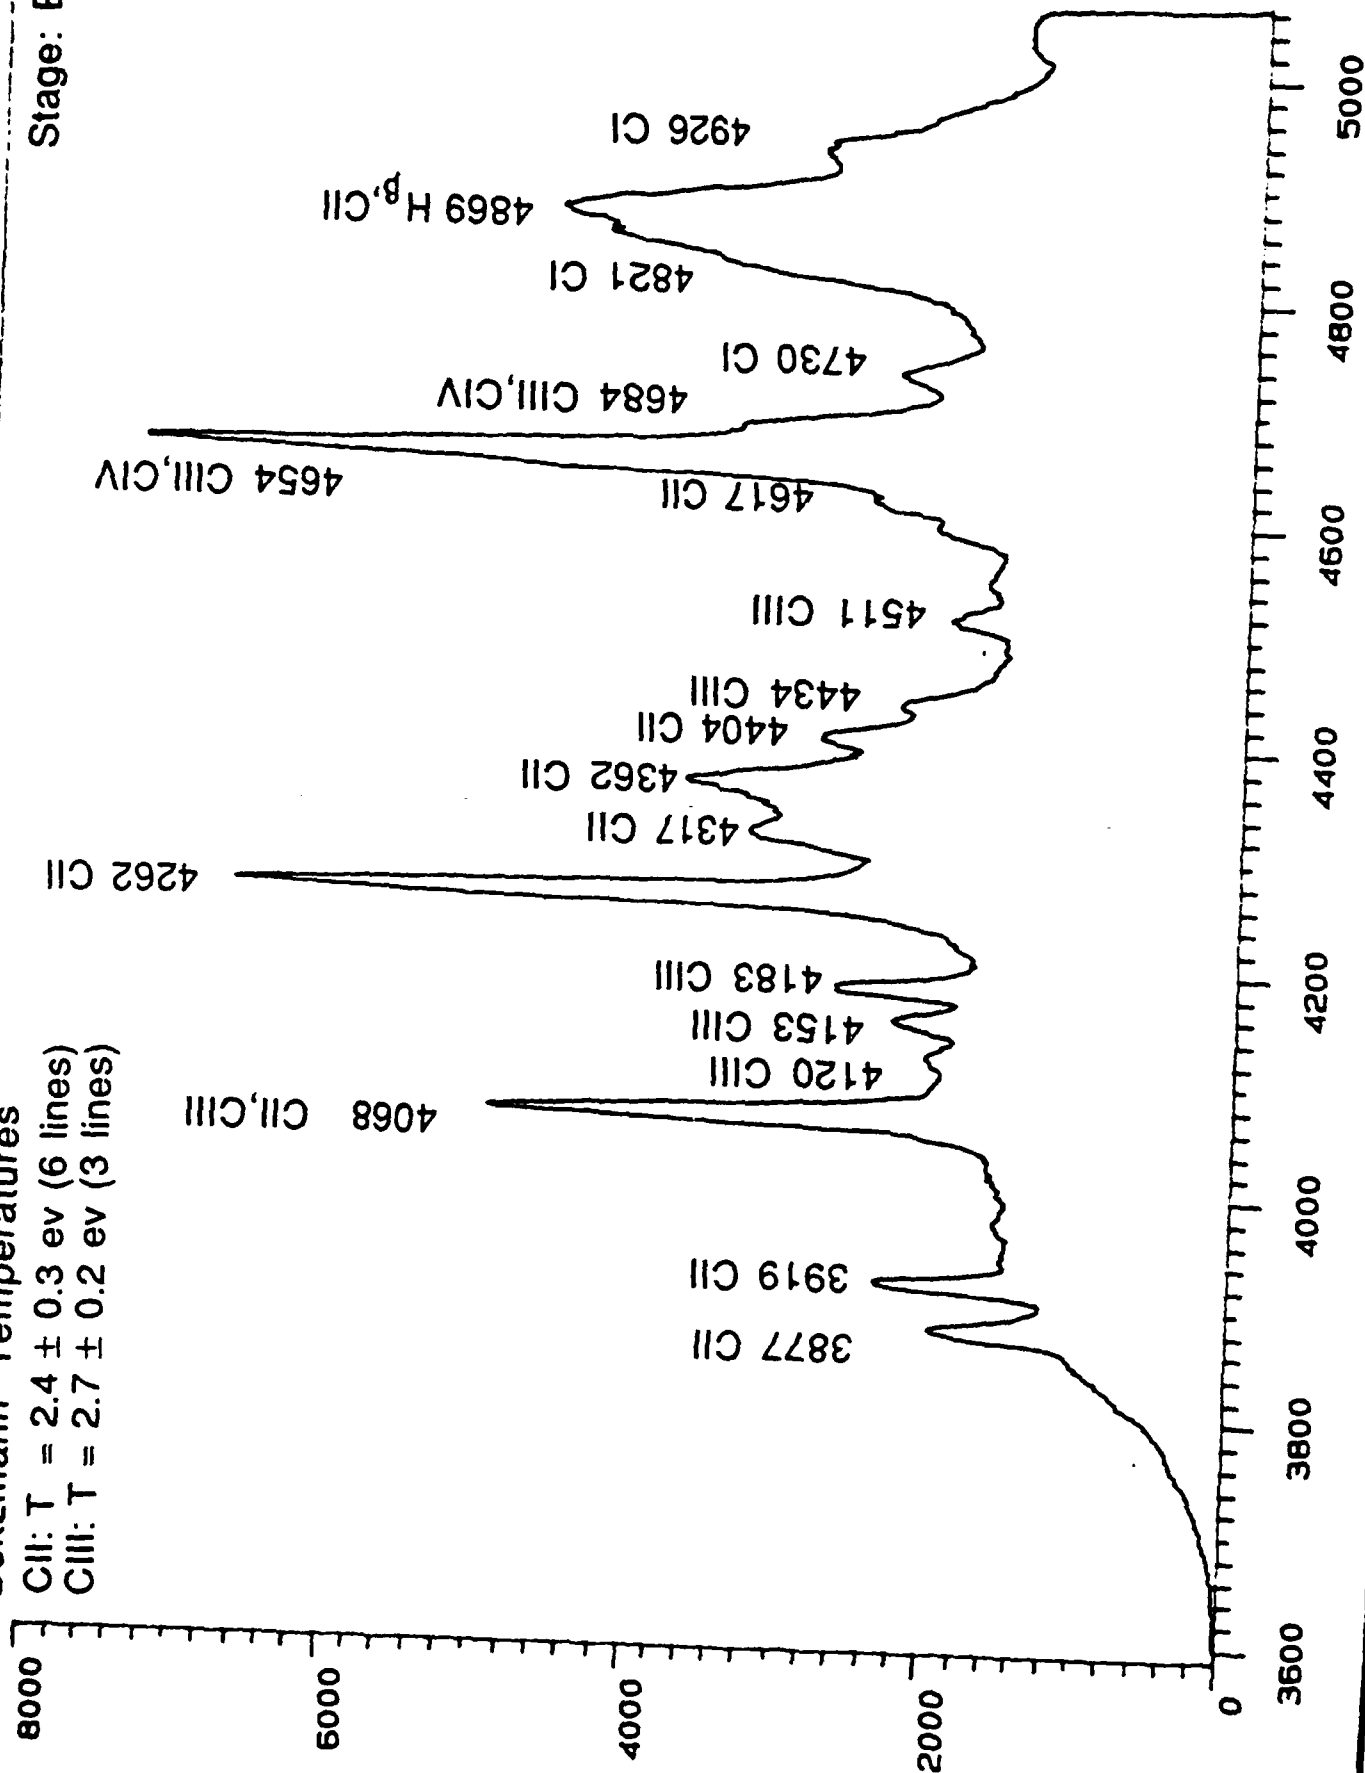 Temperatures
CII: T = 2.4 ± 0.3 ev (6 lines)
CIII: T = 2.7 ± 0.2 ev (3 lines)
Stage:
8000
6000
4000
2000
0
3600
3800
4000
4200
4400
4600
4800
5000
3877 CII
3919 CII
4068 CII,CIII
4120 CIII
4153 CIII
4183 CIII
4262 CII
4317 CII
4362 CII
4404 CII
4434 CIII
4511 CIII
4617 CII
4654 CIII,CIV
4684 CIII,CIV
4730 CI
4821 CI
4869 Hβ,CII
4926 CI